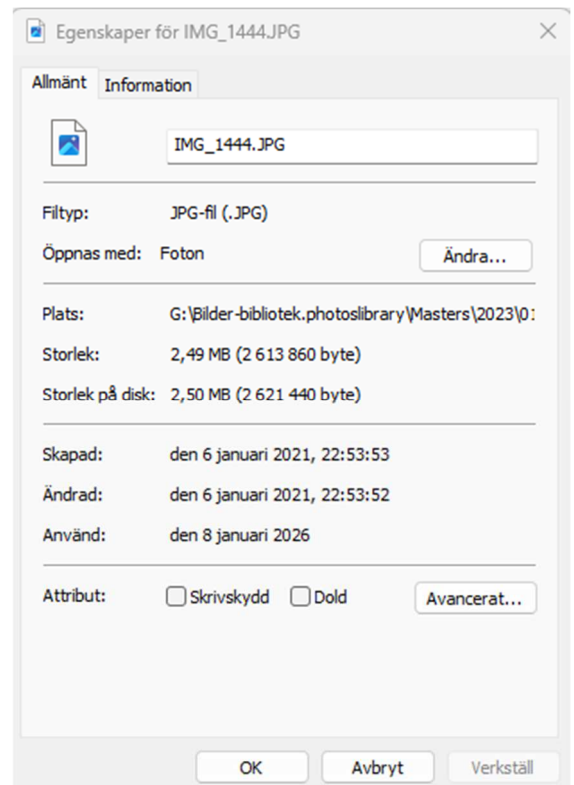 Egenskaper för IMG_1444.JPG
Allmänt Information
IMG_1444.JPG
Filtyp: JPG-fil (.JPG)
Öppnas med: Foton Ändra...
Plats: G:\Bilder-bibliotek.photoslibrary\Masters\2023\01
Storlek: 2,49 MB (2 613 860 byte)
Storlek på disk: 2,50 MB (2 621 440 byte)
Skapad: den 6 januari 2021, 22:53:53
Ändrad: den 6 januari 2021, 22:53:52
Använd: den 8 januari 2026
Attribut: Skrivskydd Dold Avancerat...
OK Avbryt Verkställ